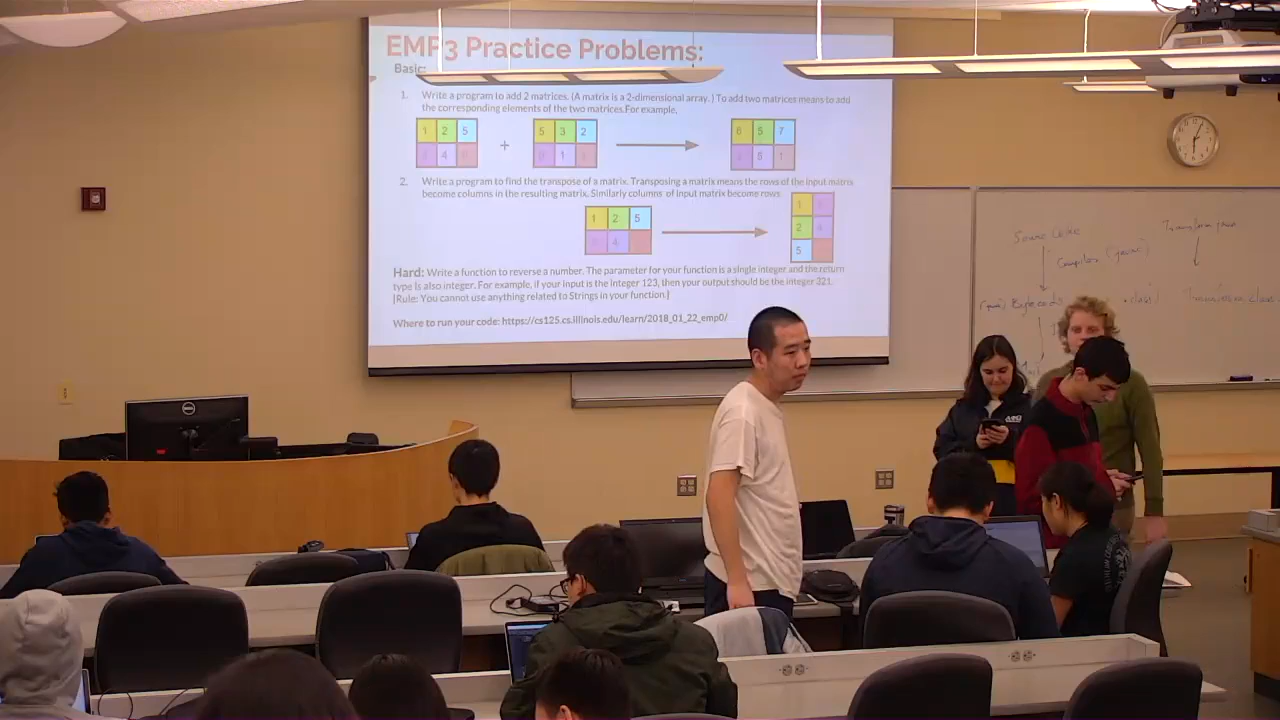 EMP3 Practice Problems:
Basic:
1. Write a program to add 2 matrices. (A matrix is a 2-dimensional array. ) To add two matrices means to add
the corresponding elements of the two matrices.For example,
1 2 5 + 5 3 2 6 5 7
4 1 5 1
2. Write a program to find the transpose of a matrix. Transposing a matrix means the rows of the input matrix
become columns in the resulting matrix. Similarly columns of input matrix become rows
1 2 5 1
4 2 4
5
Hard: Write a function to reverse a number. The parameter for your function is a single integer and the return
type is also integer. For example, if your input is the integer 123, then your output should be the integer 321.
[Rule: You cannot use anything related to Strings in your function.]
Where to run your code: https://cs125.cs.illinois.edu/learn/2018_01_22_emp0/
Source Code
Compiler (javac)
DELL